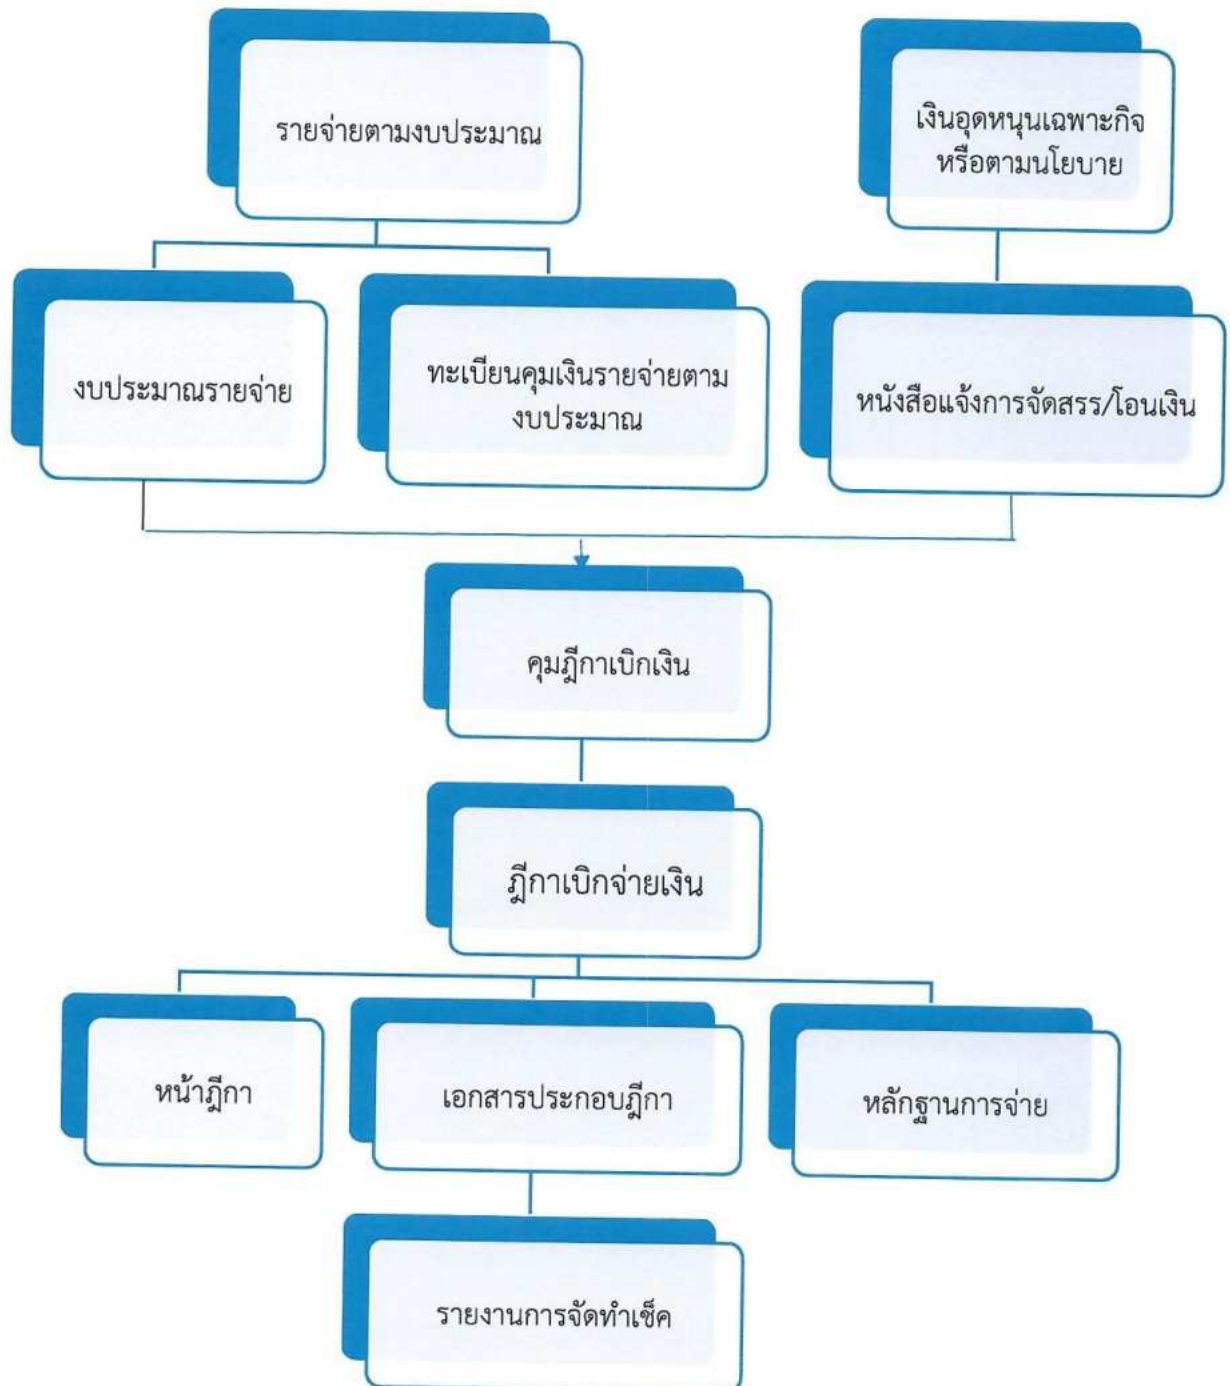 รายจ่ายตามงบประมาณ
เงินอุดหนุนเฉพาะกิจ
หรือตามนโยบาย
งบประมาณรายจ่าย
ทะเบียนคุมเงินรายจ่ายตาม
งบประมาณ
หนังสือแจ้งการจัดสรร/โอนเงิน
คุมฎีกาเบิกเงิน
ฎีกาเบิกจ่ายเงิน
หน้าฎีกา
เอกสารประกอบฎีกา
หลักฐานการจ่าย
รายงานการจัดทำเช็ค